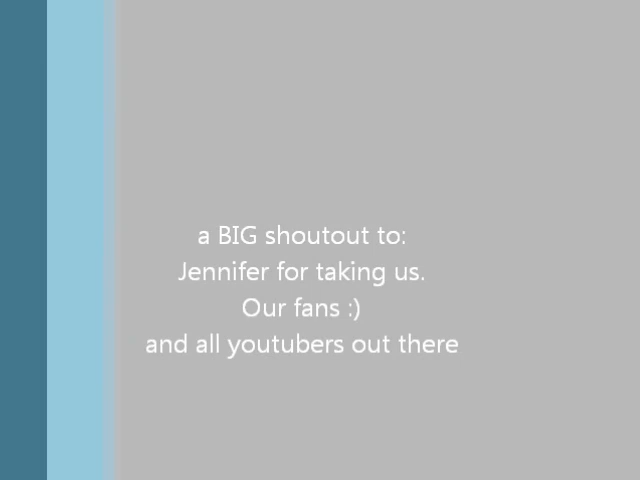 a BIG shoutout to:
Jennifer for taking us.
Our fans :)
and all youtubers out there